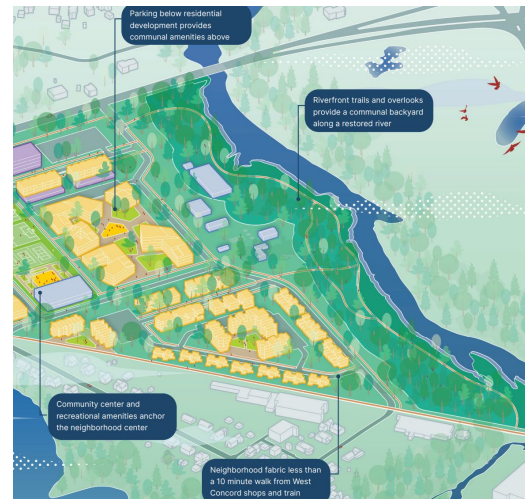 Parking below residential
development provides
communal amenities above
Riverfront trails and overlooks
provide a communal backyard
along a restored river
Community center and
recreational amenities anchor
the neighborhood center
Neighborhood fabric less than
a 10 minute walk from West
Concord shops and train